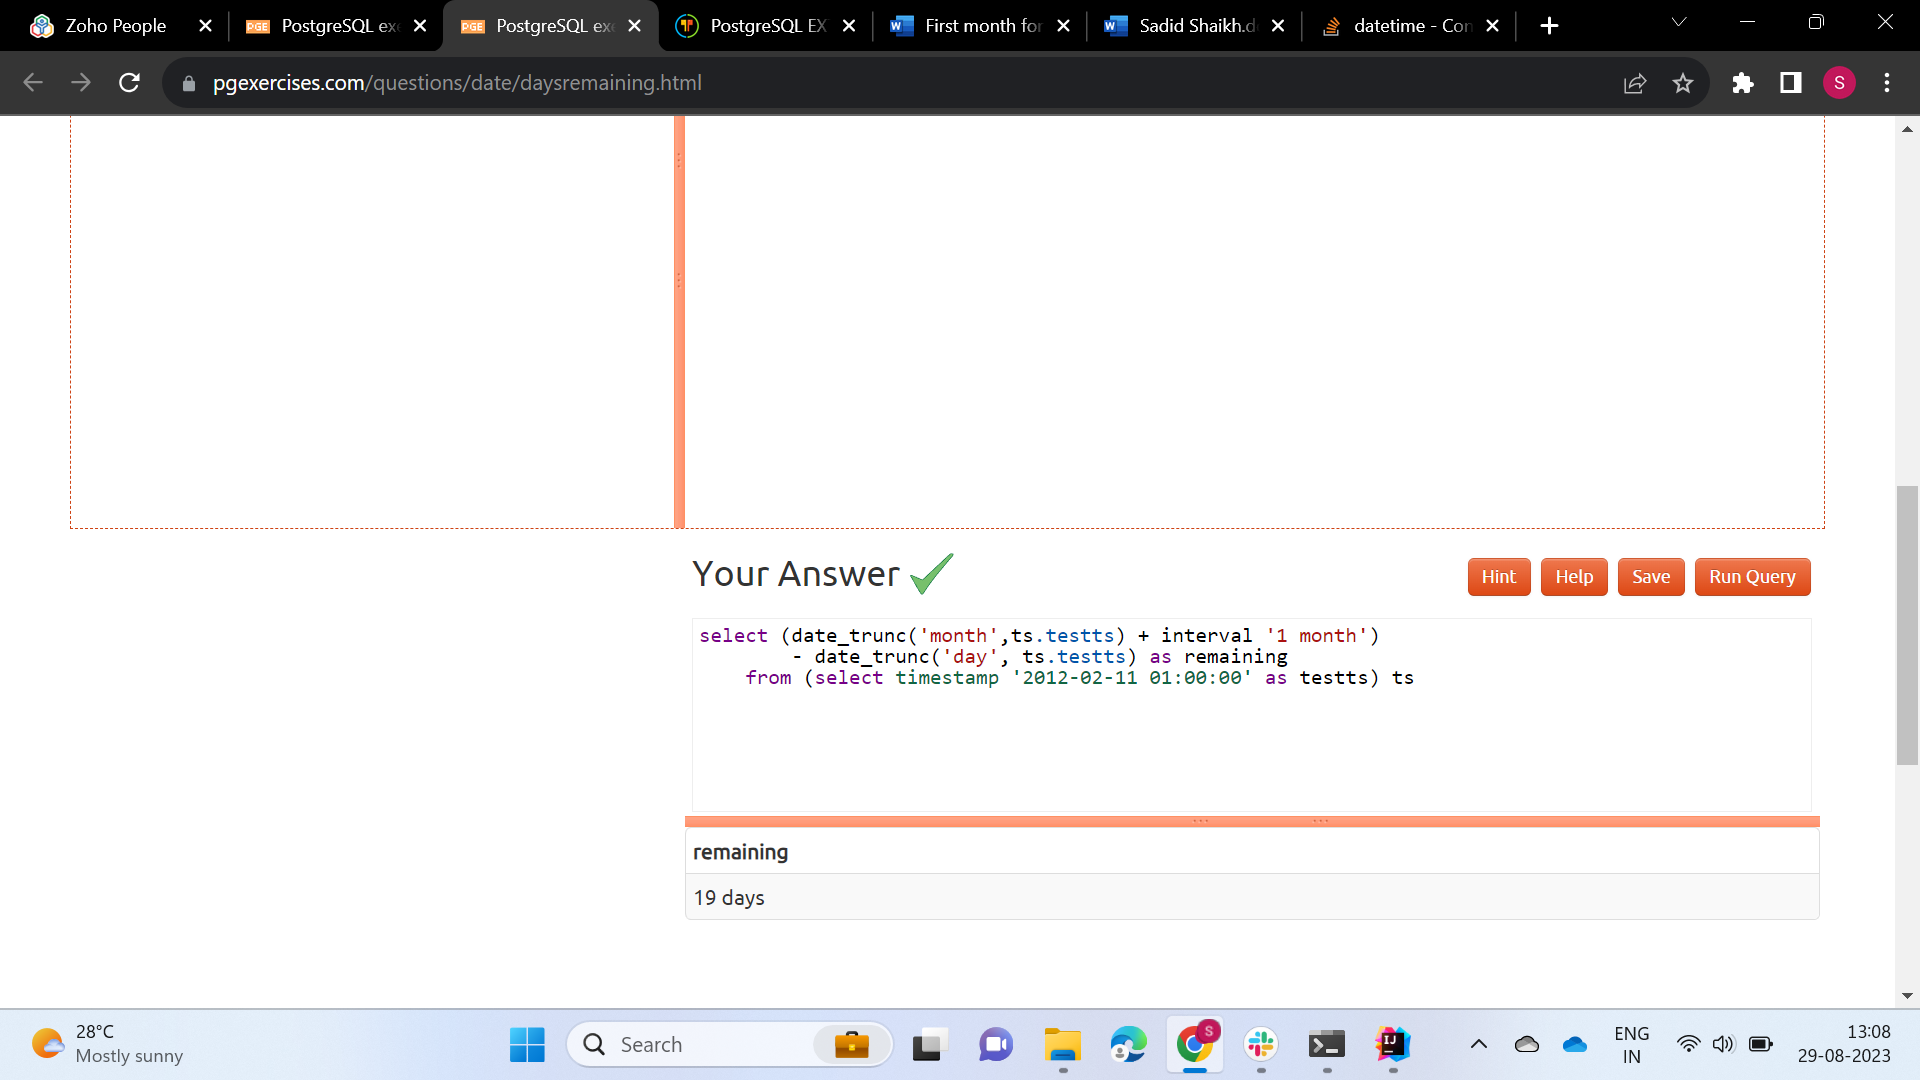 Zoho People
PostgreSQL exe
PostgreSQL exe
PostgreSQL EX
First month for
Sadid Shaikh.d
datetime - Con
pgexercises.com/questions/date/daysremaining.html
S
Your Answer
Hint
Help
Save
Run Query
select (date_trunc('month',ts.testts) + interval '1 month')
- date_trunc('day', ts.testts) as remaining
from (select timestamp '2012-02-11 01:00:00' as testts) ts
remaining
19 days
28°C
Mostly sunny
Search
S
ENG
IN
13:08
29-08-2023